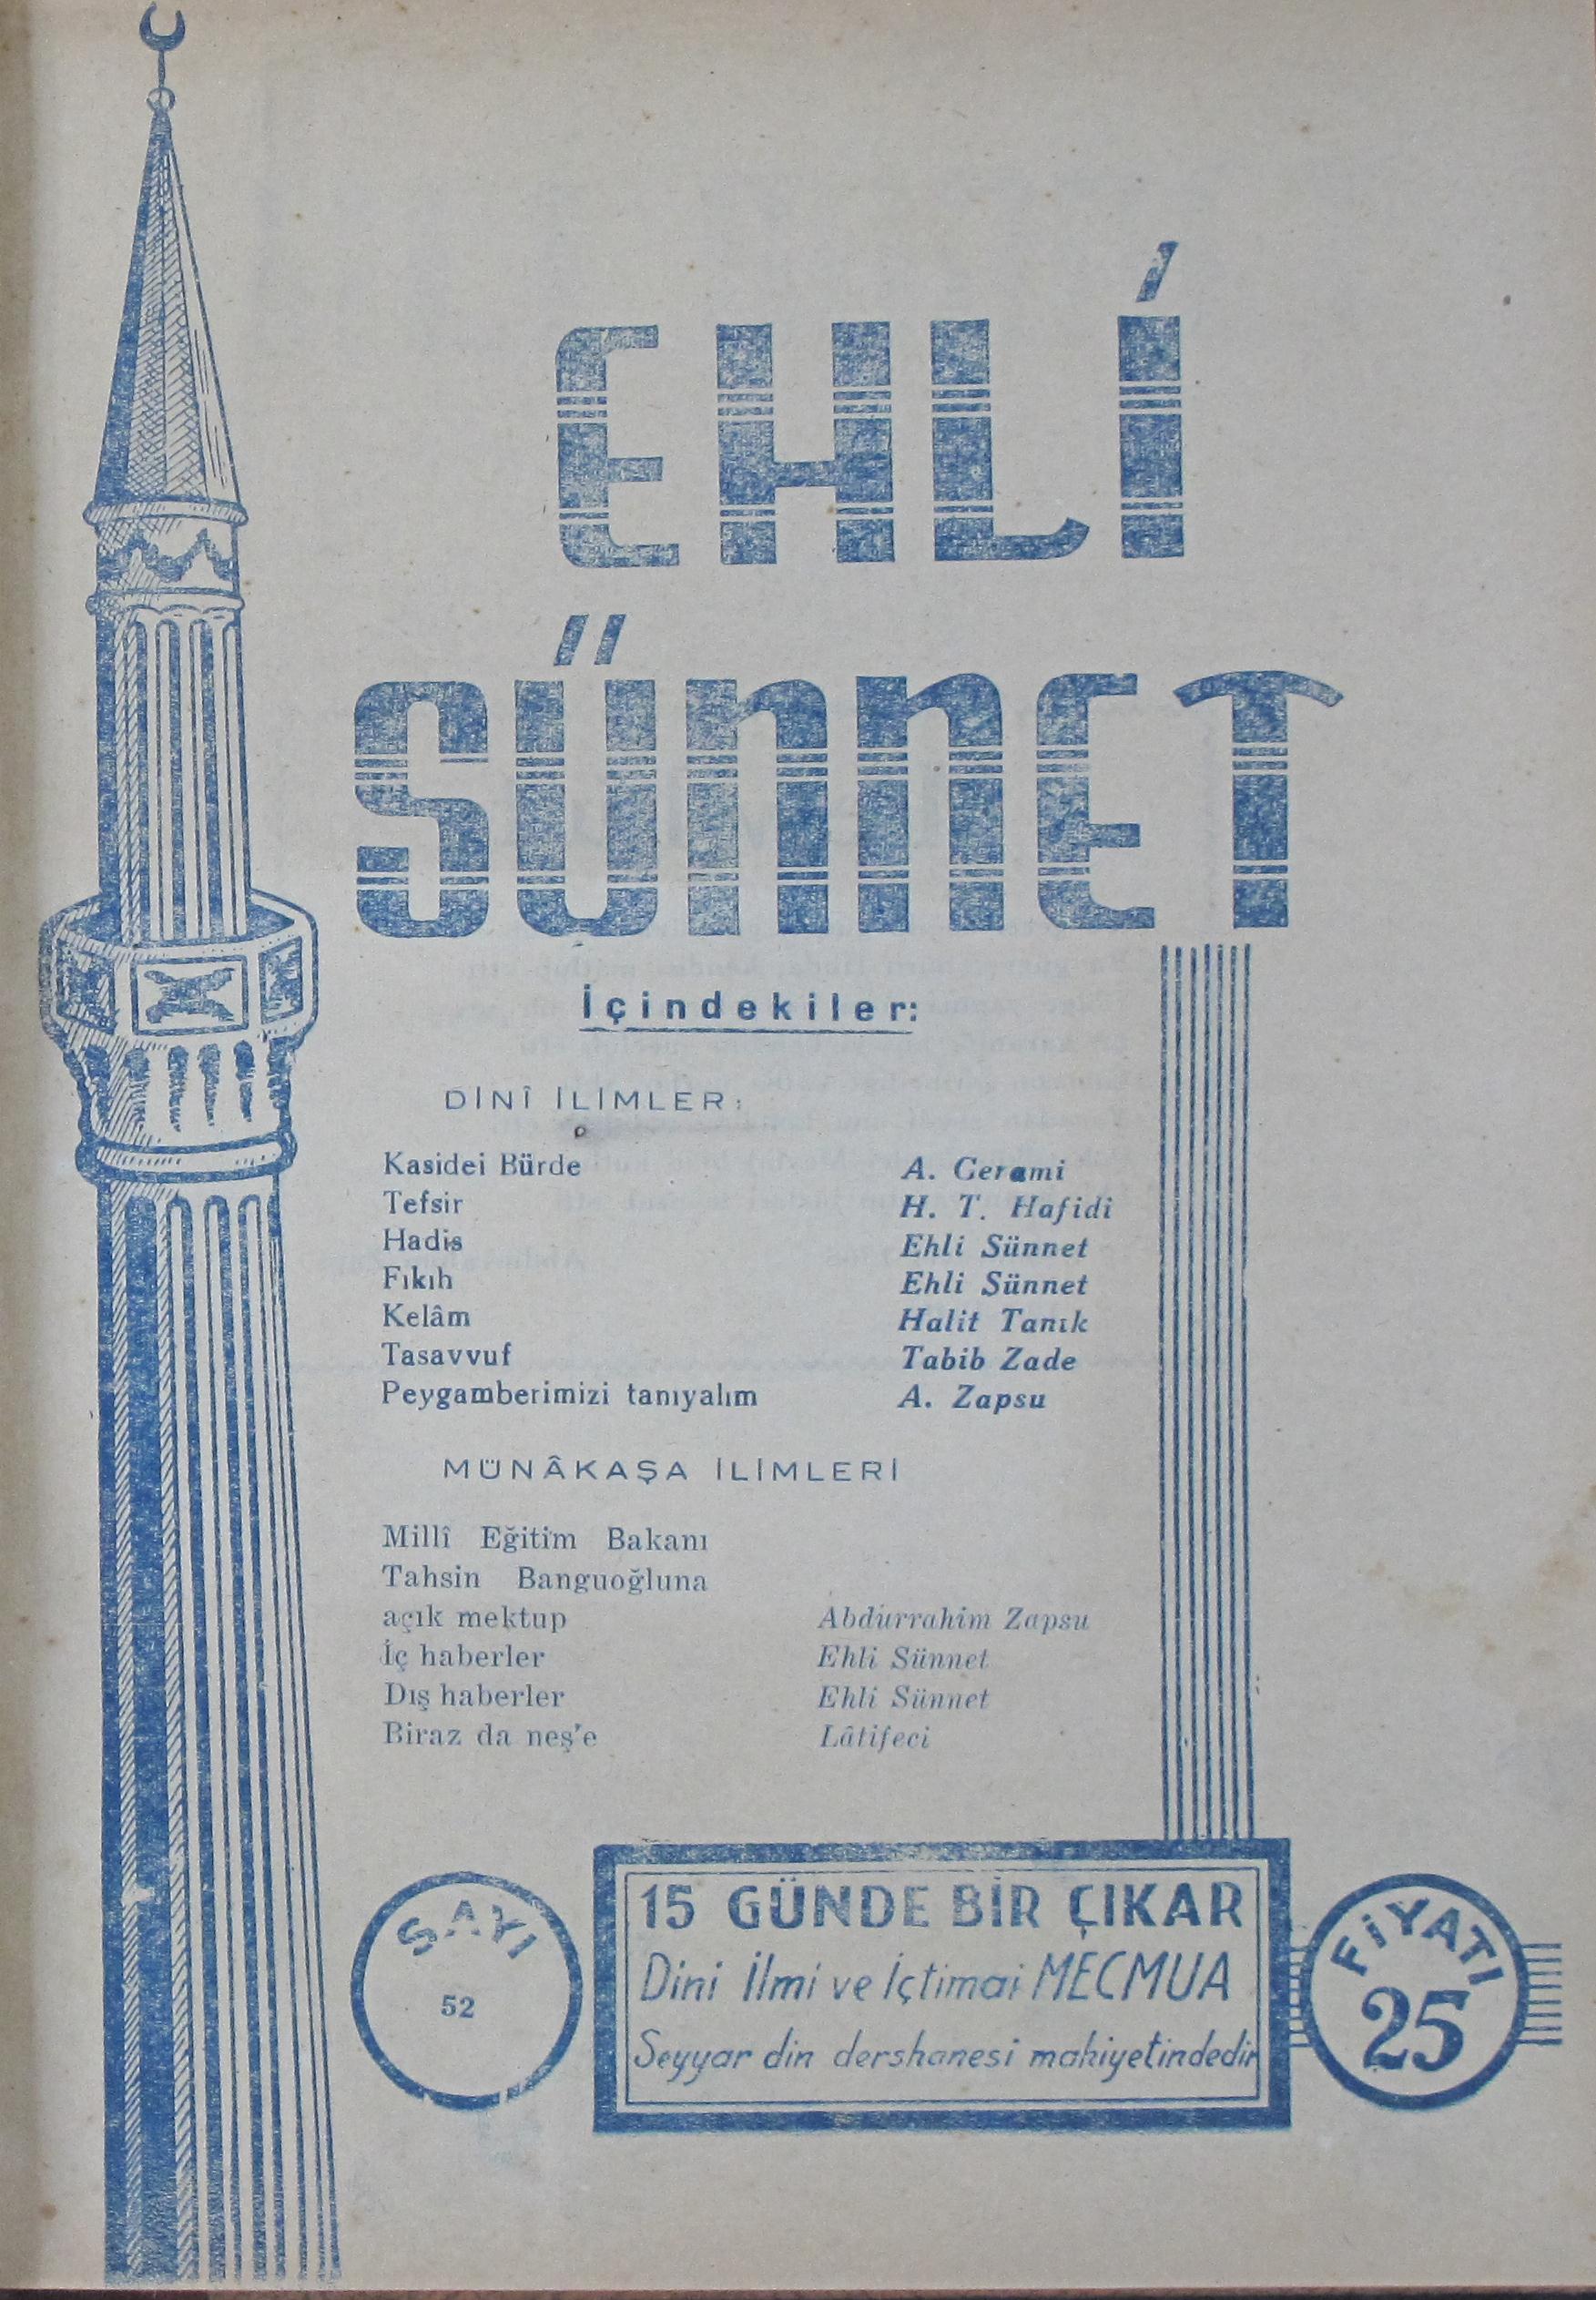 EHLİ
SÜNNET
İçindekiler:
DİNÎ İLİMLER:
Kasidei Bürde A. Gerami
Tefsir H. T. Hafidi
Hadis Ehli Sünnet
Fıkıh Ehli Sünnet
Kelâm Halit Tanık
Tasavvuf Tabib Zade
Peygamberimizi tanıyalım A. Zapsu
MÜNÂKAŞA İLİMLERİ
Millî Eğitim Bakanı
Tahsin Banguoğluna
açık mektup Abdürrahim Zapsu
İç haberler Ehli Sünnet
Dış haberler Ehli Sünnet
Biraz da neş'e Lâtifeci
SAYI
52
15 GÜNDE BİR ÇIKAR
Dini İlmi ve İçtimai MECMUA
Seyyar din dershanesi mahiyetindedir
FİYATI
25